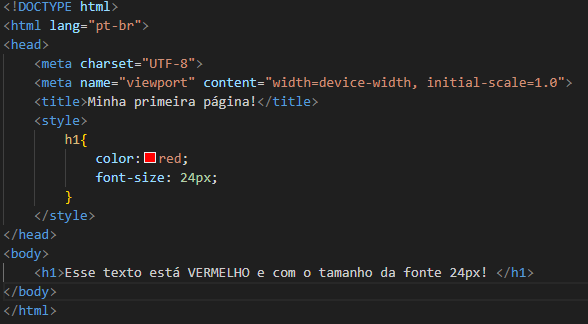 <!DOCTYPE html>
<html lang="pt-br">
<head>
    <meta charset="UTF-8">
    <meta name="viewport" content="width=device-width, initial-scale=1.0">
    <title>Minha primeira página!</title>
    <style>
        h1{
            color:red;
            font-size: 24px;
        }
    </style>
</head>
<body>
    <h1>Esse texto está VERMELHO e com o tamanho da fonte 24px! </h1>
</body>
</html>